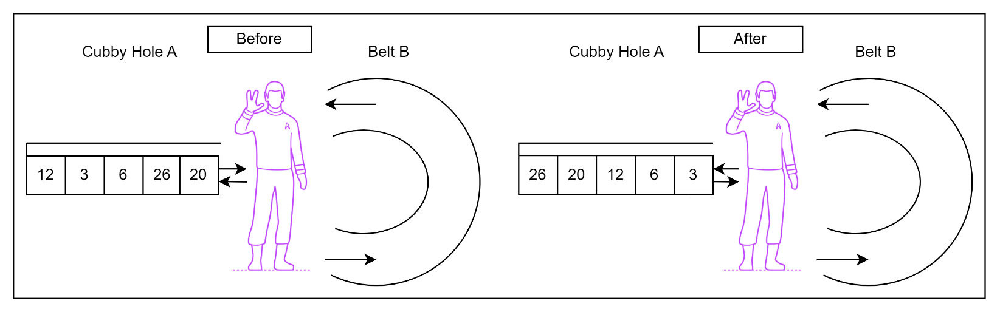 Before
Cubby Hole A
Belt B
12 3 6 26 20
After
Cubby Hole A
Belt B
26 20 12 6 3